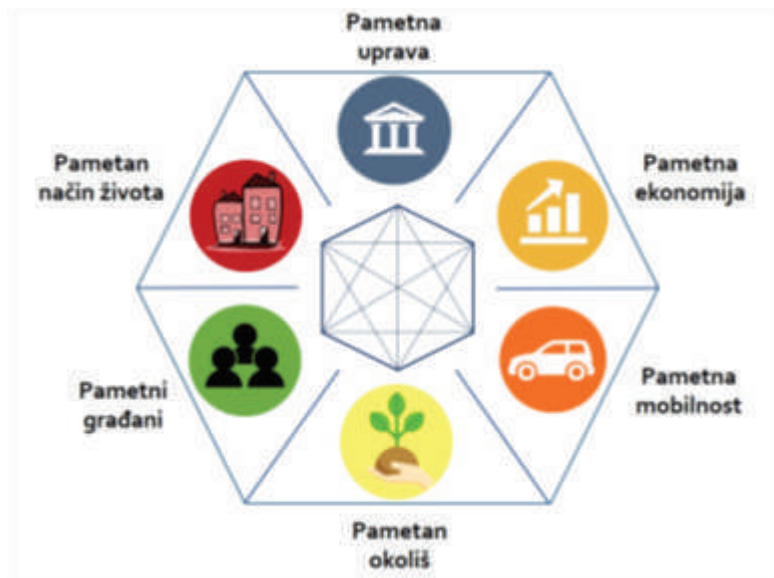 Pametna
uprava
Pametan
način života
Pametna
ekonomija
Pametni
građani
Pametna
mobilnost
Pametan
okoliš